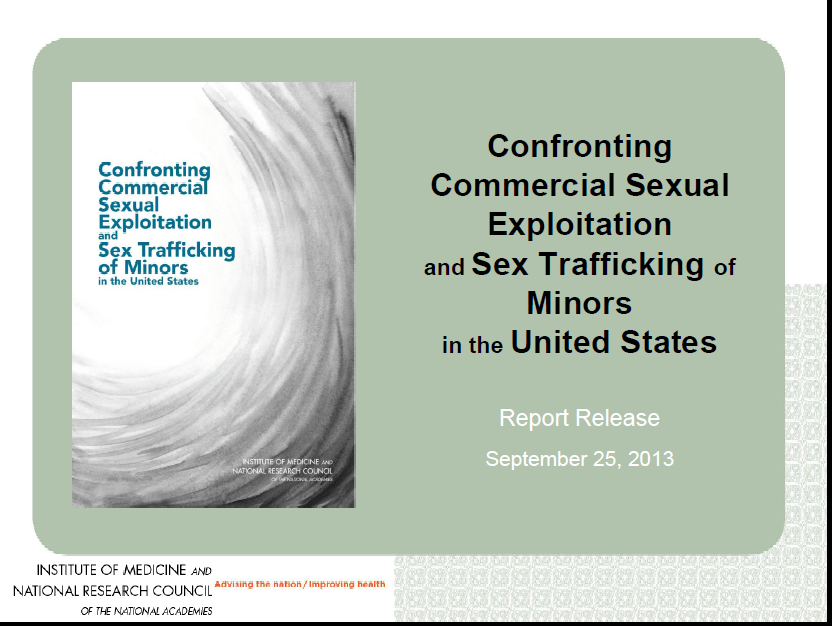 Confronting
Commercial
Sexual
Exploitation
and
Sex Trafficking
of Minors
in the United States
INSTITUTE OF MEDICINE AND
NATIONAL RESEARCH COUNCIL
OF THE NATIONAL ACADEMIES
Confronting
Commercial Sexual
Exploitation
and Sex Trafficking of
Minors
in the United States
Report Release
September 25, 2013
INSTITUTE OF MEDICINE AND
NATIONAL RESEARCH COUNCIL
OF THE NATIONAL ACADEMIES
Advising the nation/Improving health